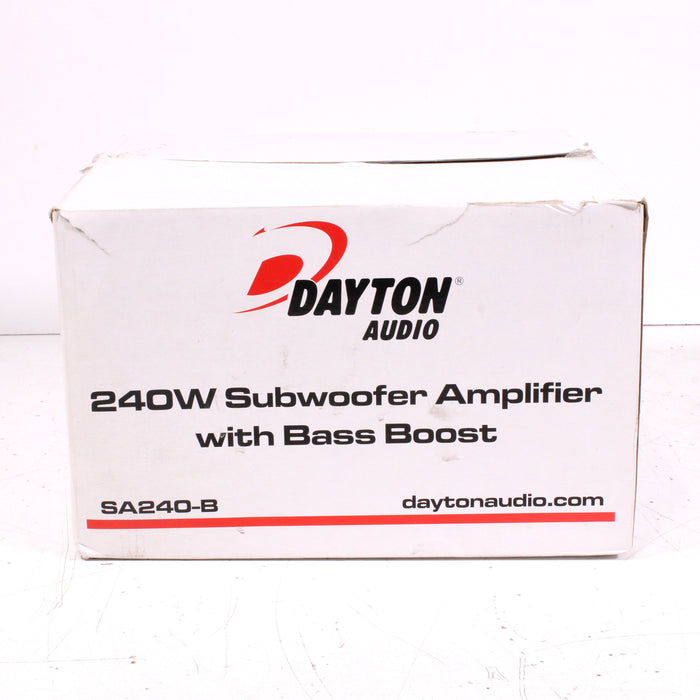 DAYTON®
AUDIO
240W Subwoofer Amplifier
with Bass Boost
SA240-B
daytonaudio.com